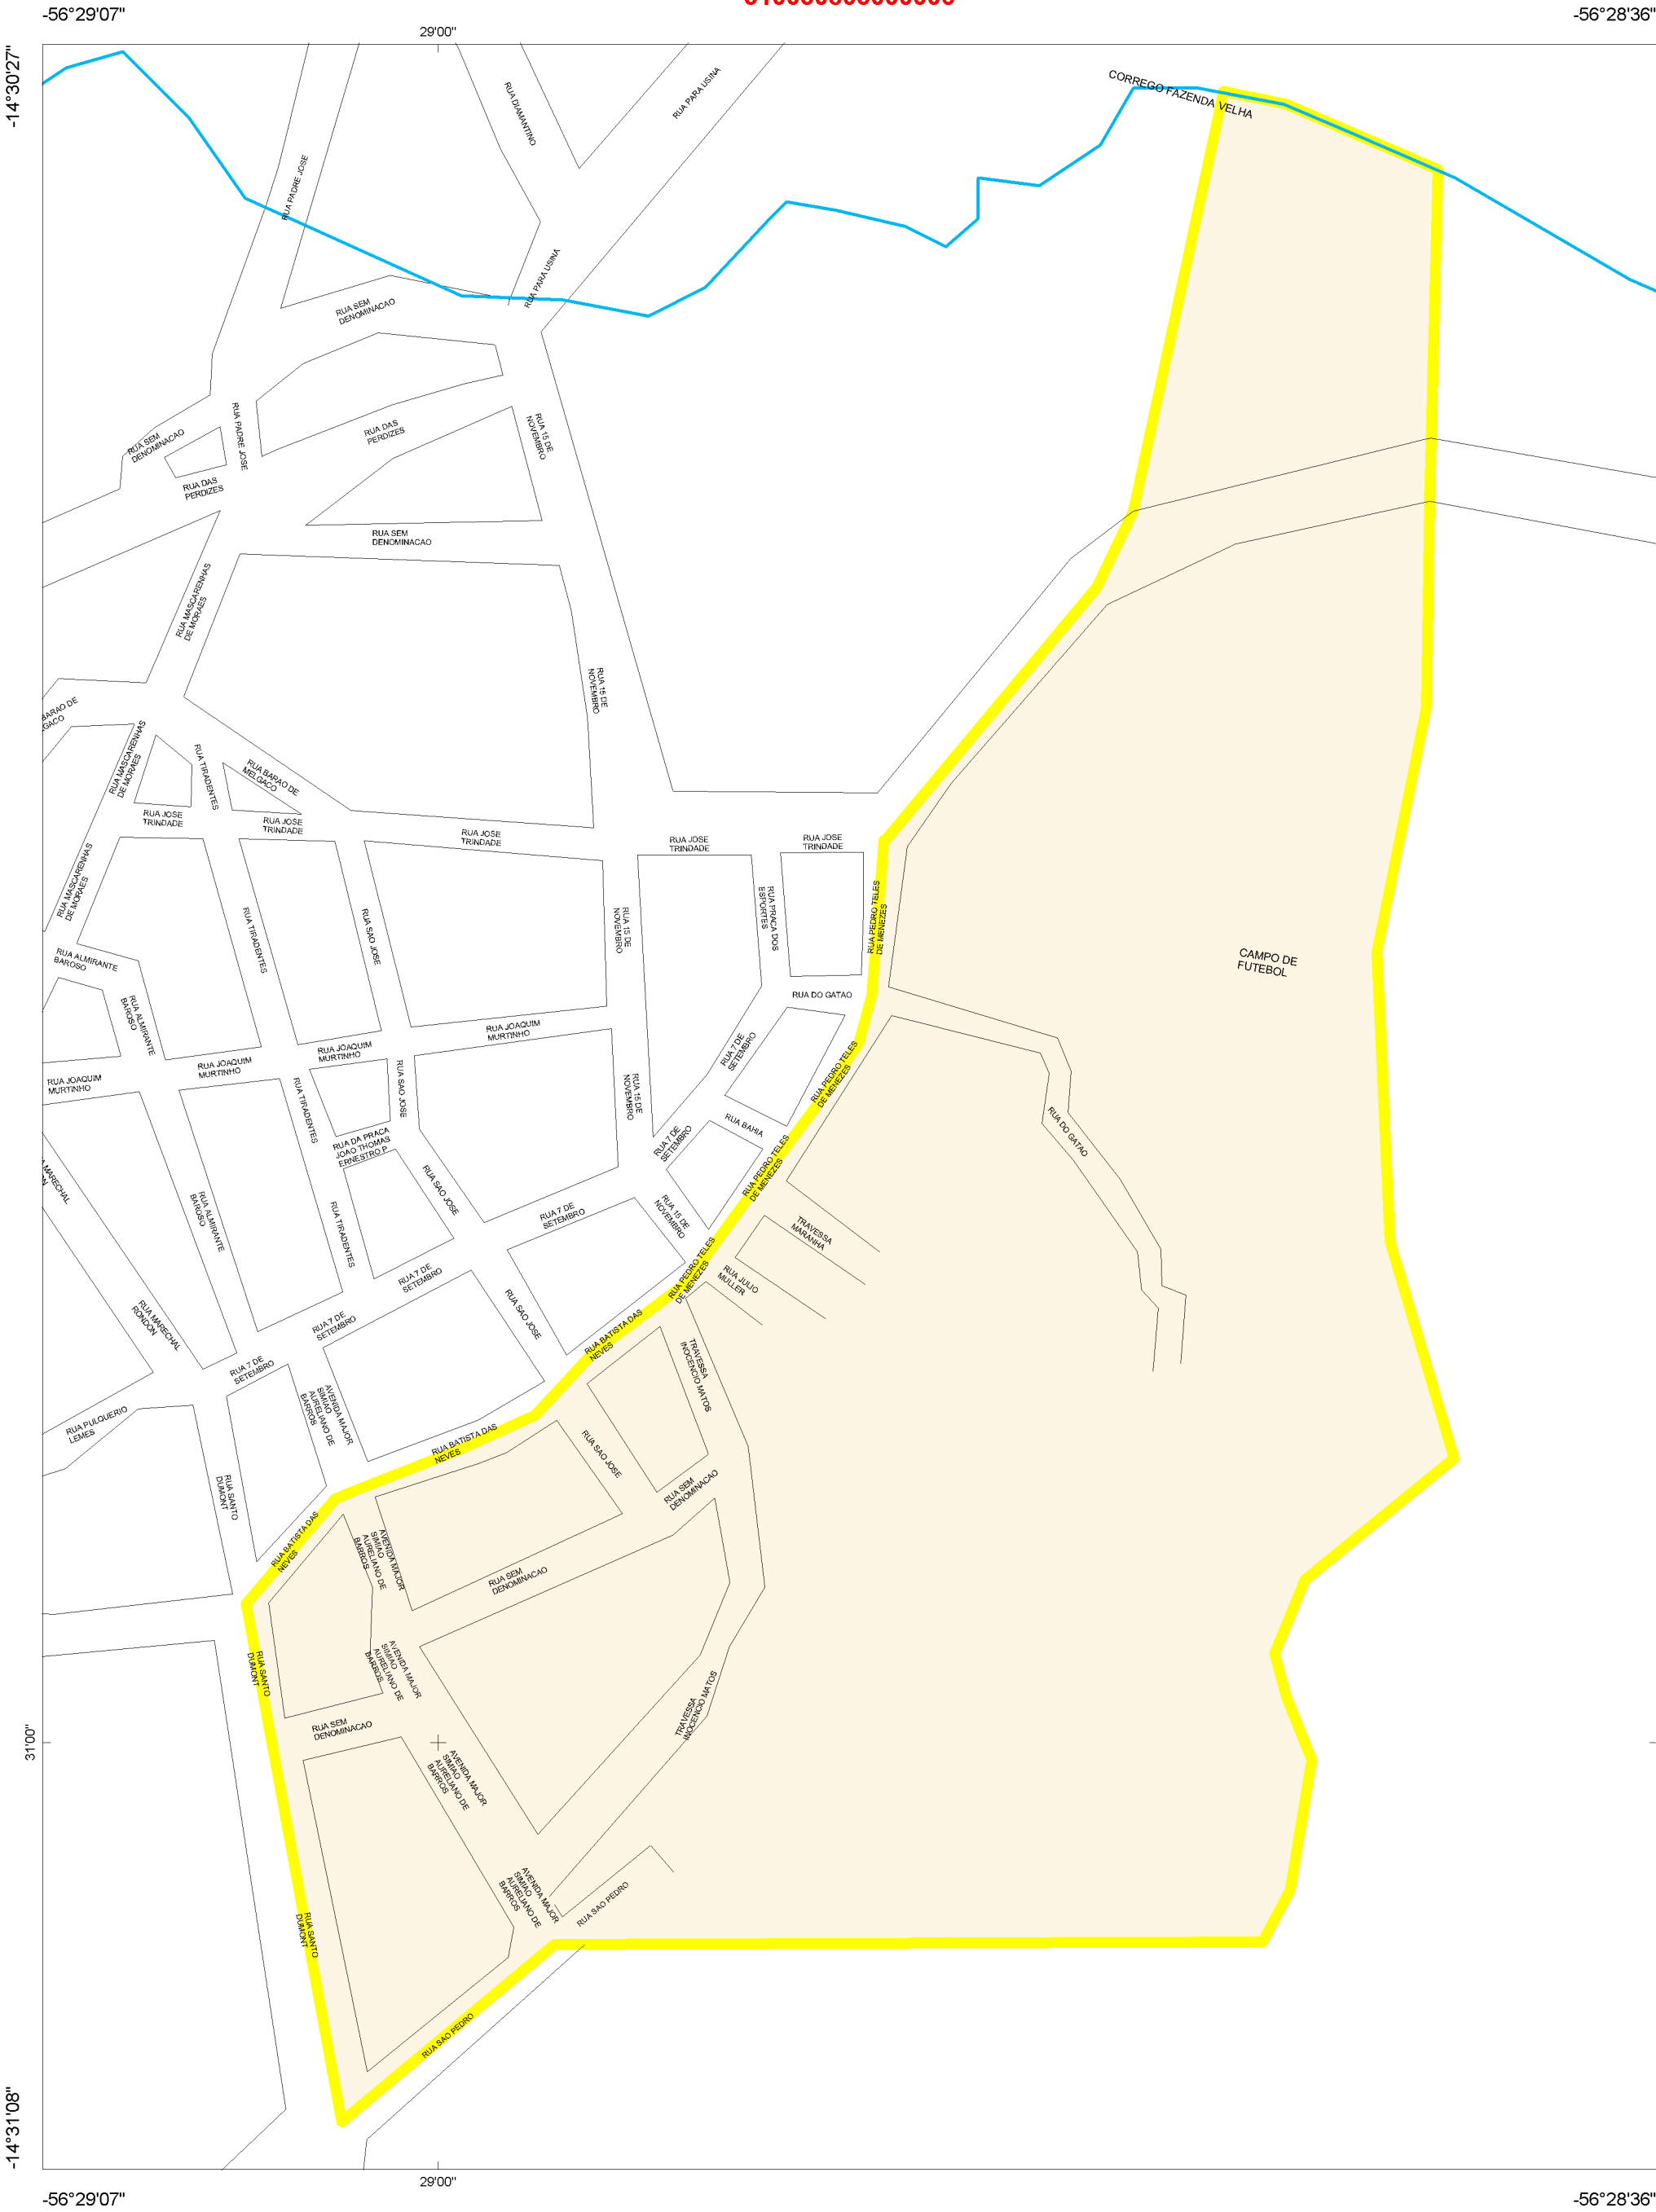 -56°29'07"
-56°28'36"
29'00"
-14°30'27"
CORREGO FAZENDA VELHA
RUA DIAMANTINO
RUA PARA USINA
RUA PADRE JOSE
RUA PARA USINA
RUA SEM
DENOMINACAO
RUA PADRE JOSE
RUA 15 DE
NOVEMBRO
RUA DAS
PERDIZES
RUA SEM
DENOMINACAO
RUA DAS
PERDIZES
RUA SEM
DENOMINACAO
RUA MASCARENHAS
DE MORAES
RUA 15 DE
NOVEMBRO
BARAO DE
GACO
RUA MASCARENHAS
DE MORAES
RUA TIRADENTES
RUA BARAO DE
MELGACO
RUA JOSE
TRINDADE
RUA JOSE
TRINDADE
RUA JOSE
TRINDADE
RUA JOSE
TRINDADE
RUA JOSE
TRINDADE
RUA MASCARENHAS
DE MORAES
RUA TIRADENTES
RUA SAO JOSE
RUA 15 DE
NOVEMBRO
RUA PRACA DOS
ESPORTES
RUA PEDRO TELES
DE MENEZES
CAMPO DE
FUTEBOL
RUA ALMIRANTE
BAROSO
RUA ALMIRANTE
BAROSO
RUA DO GATAO
RUA JOAQUIM
MURTINHO
RUA JOAQUIM
MURTINHO
RUA JOAQUIM
MURTINHO
RUA JOAQUIM
MURTINHO
RUA 7 DE
SETEMBRO
RUA PEDRO TELES
DE MENEZES
RUA TIRADENTES
RUA SAO JOSE
RUA 15 DE
NOVEMBRO
RUA DA PRACA
JOAO THOMAS
ERNESTRO P
RUA 7 DE
SETEMBRO
RUA BAHIA
RUA DO GATAO
MARECHAL
RUA ALMIRANTE
BAROSO
RUA TIRADENTES
RUA SAO JOSE
RUA 7 DE
SETEMBRO
RUA 15 DE
NOVEMBRO
RUA PEDRO TELES
DE MENEZES
TRAVESSA
MARANHA
RUA 7 DE
SETEMBRO
RUA PEDRO TELES
DE MENEZES
RUA JULIO
MULLER
RUA MARECHAL
RONDON
RUA 7 DE
SETEMBRO
RUA SAO JOSE
RUA BATISTA DAS
NEVES
RUA 7 DE
SETEMBRO
TRAVESSA
INOCENCIO MATOS
RUA PULQUERIO
LEMES
AVENIDA MAJOR
SIMIAO
AURELIANO DE
BARROS
RUA BATISTA DAS
NEVES
RUA SAO JOSE
RUA SANTO
DUMONT
RUA SEM
DENOMINACAO
RUA BATISTA DAS
NEVES
AVENIDA MAJOR
SIMIAO
AURELIANO DE
BARROS
RUA SEM
DENOMINACAO
RUA SANTO
DUMONT
AVENIDA MAJOR
SIMIAO
AURELIANO DE
BARROS
TRAVESSA
INOCENCIO MATOS
RUA SEM
DENOMINACAO
31'00"
AVENIDA MAJOR
SIMIAO
AURELIANO DE
BARROS
AVENIDA MAJOR
SIMIAO
AURELIANO DE
BARROS
RUA SAO PEDRO
RUA SANTO
DUMONT
RUA SAO PEDRO
-14°31'08"
29'00"
-56°29'07"
-56°28'36"